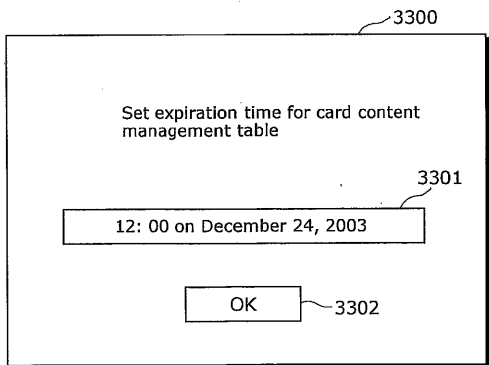 3300
Set expiration time for card content
management table
3301
12: 00 on December 24, 2003
OK
3302